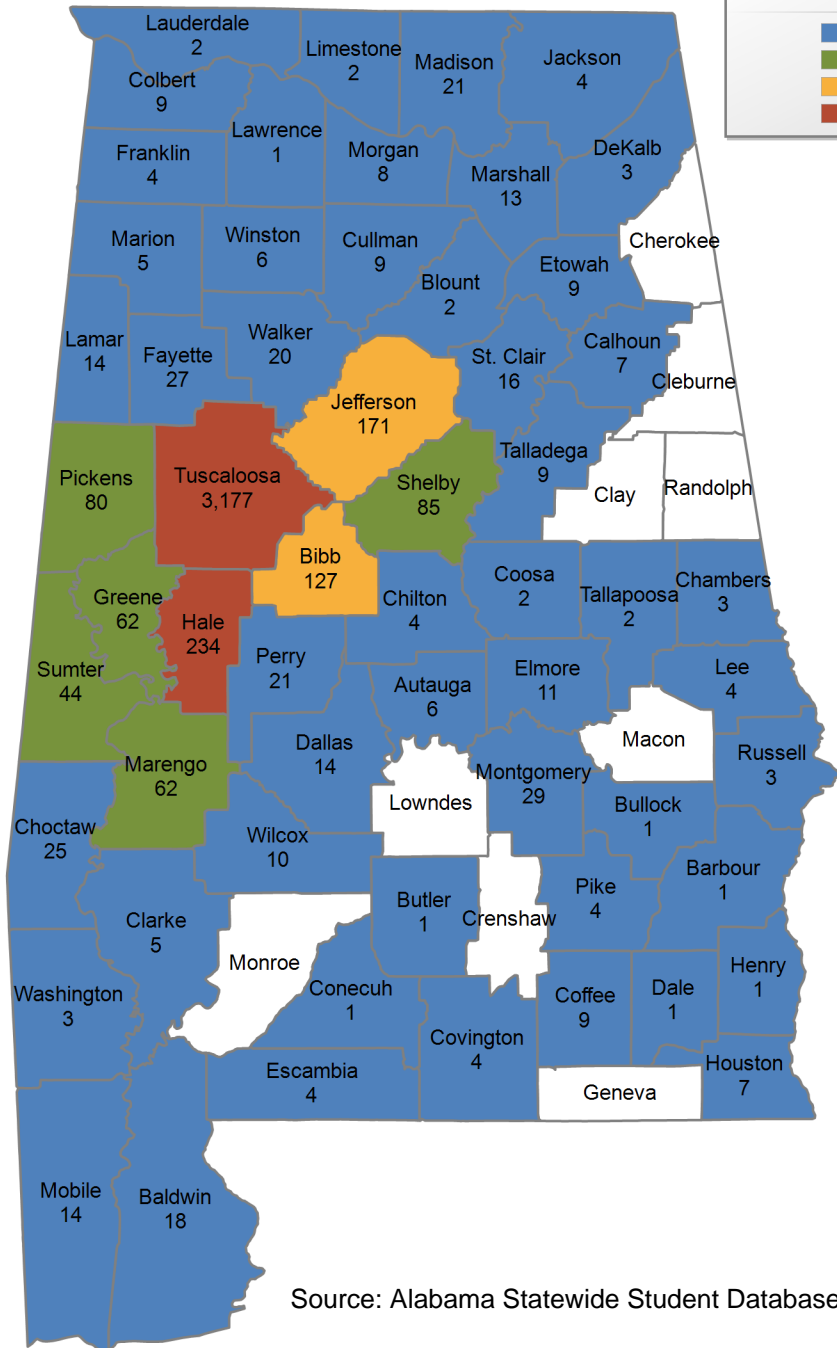 Lauderdale
2
Limestone
2
Madison
21
Jackson
4
Colbert
9
Lawrence
1
Franklin
4
Morgan
8
Marshall
13
DeKalb
3
Cherokee
Marion
5
Winston
6
Cullman
9
Blount
2
Etowah
9
Lamar
14
Fayette
27
Walker
20
St. Clair
16
Calhoun
7
Cleburne
Jefferson
171
Pickens
80
Tuscaloosa
3,177
Shelby
85
Talladega
9
Clay
Randolph
Bibb
127
Greene
62
Hale
234
Chilton
4
Coosa
2
Tallapoosa
2
Chambers
3
Sumter
44
Perry
21
Autauga
6
Elmore
11
Lee
4
Marengo
62
Dallas
14
Macon
Russell
3
Lowndes
Montgomery
29
Bullock
1
Choctaw
25
Wilcox
10
Clarke
5
Butler
1
Crenshaw
Pike
4
Barbour
1
Monroe
Washington
3
Conecuh
1
Covington
4
Coffee
9
Dale
1
Henry
1
Escambia
4
Geneva
Houston
7
Mobile
14
Baldwin
18
Source: Alabama Statewide Student Database